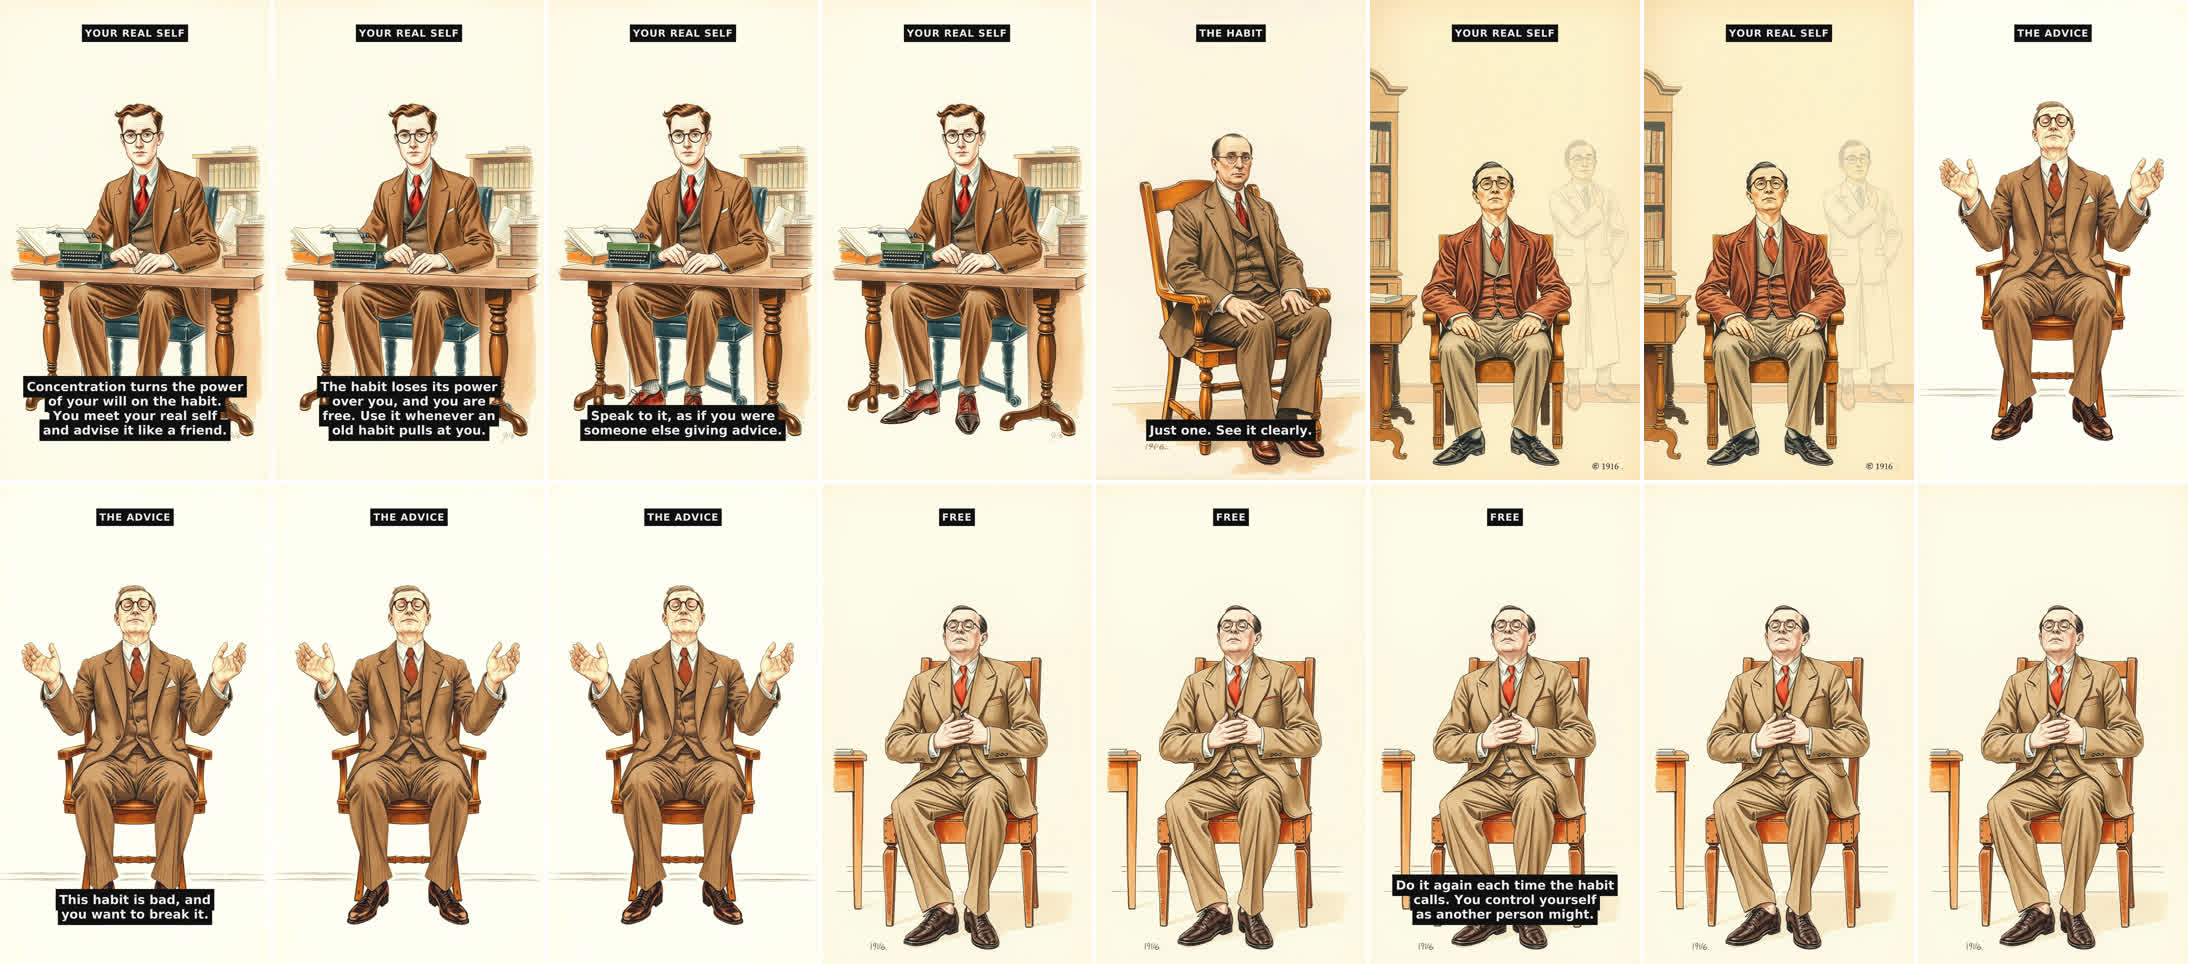 YOUR REAL SELF
Concentration turns the power
of your will on the habit.
You meet your real self
and advise it like a friend.
YOUR REAL SELF
The habit loses its power
over you, and you are
free. Use it whenever an
old habit pulls at you.
YOUR REAL SELF
Speak to it, as if you were
someone else giving advice.
YOUR REAL SELF
THE HABIT
Just one. See it clearly.
1916.
YOUR REAL SELF
© 1916
YOUR REAL SELF
© 1916
THE ADVICE
THE ADVICE
This habit is bad, and
you want to break it.
THE ADVICE
THE ADVICE
FREE
1916.
FREE
1916.
FREE
Do it again each time the habit
calls. You control yourself
as another person might.
1916.
1916.
1916.